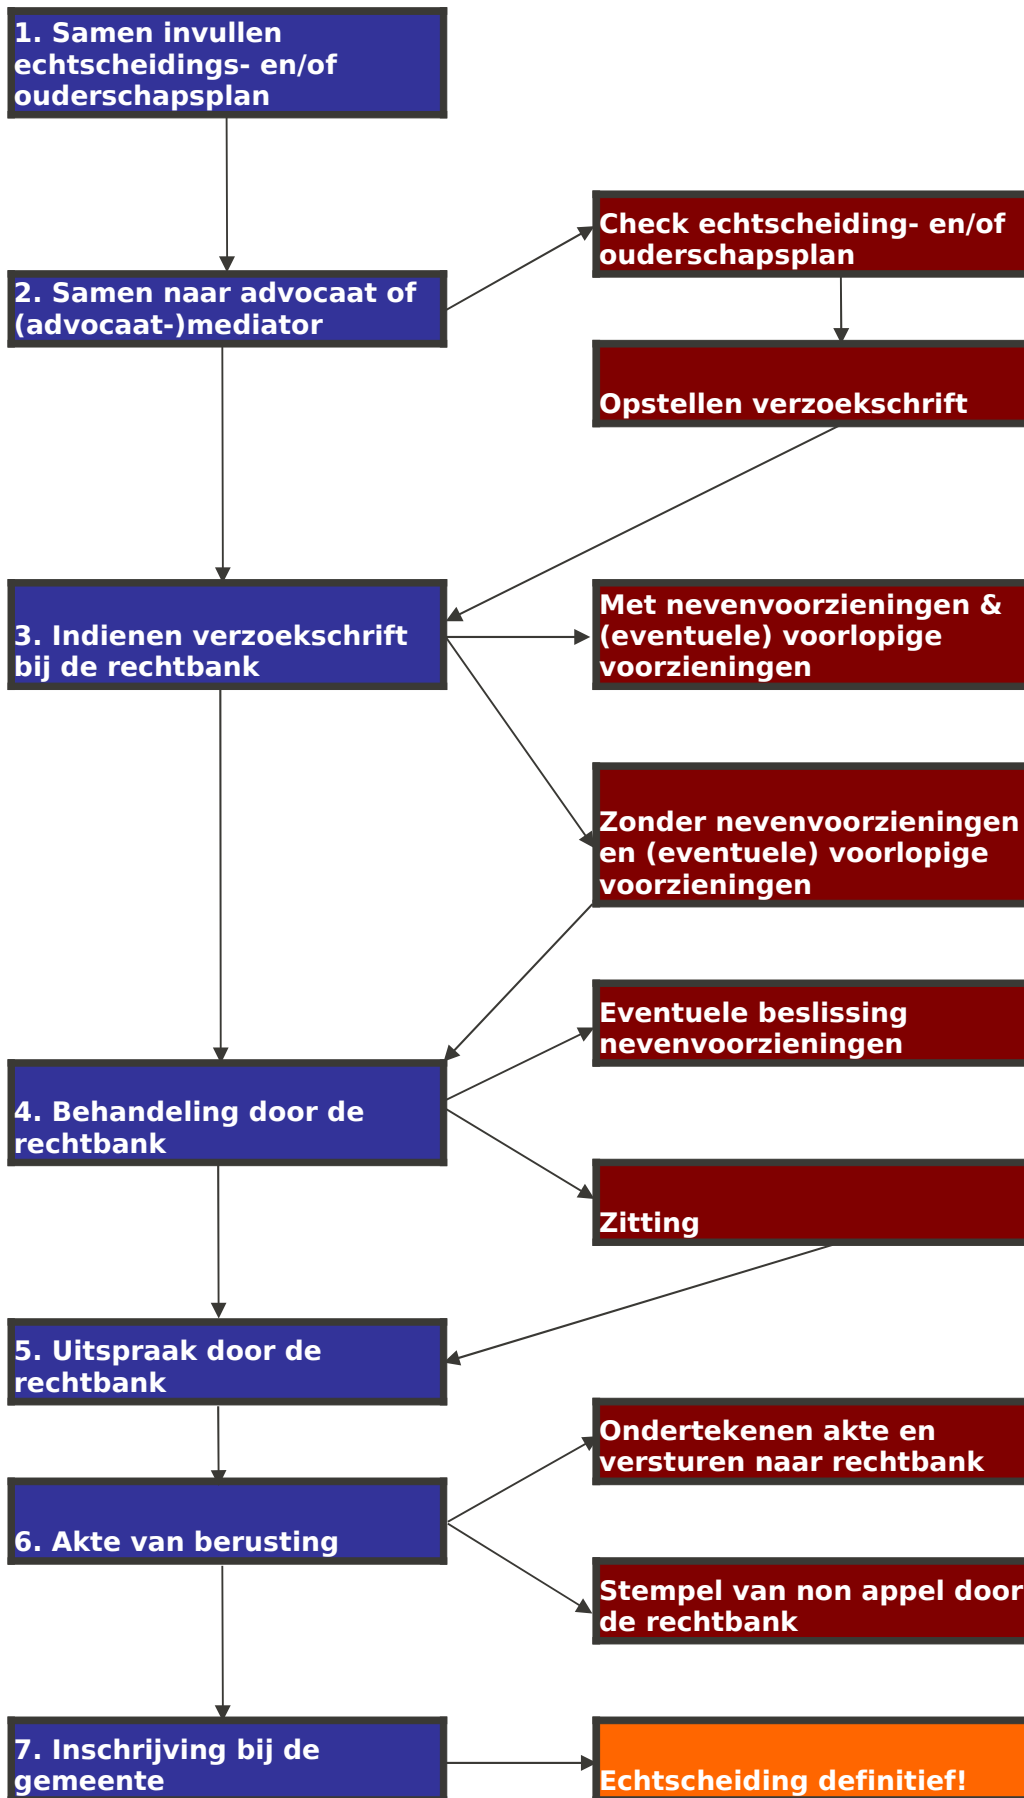 1. Samen invullen
echtscheidings- en/of
ouderschapsplan
Check echtscheiding- en/of
ouderschapsplan
2. Samen naar advocaat of
(advocaat-)mediator
Opstellen verzoekschrift
3. Indienen verzoekschrift
bij de rechtbank
Met nevenvoorzieningen &
(eventuele) voorlopige
voorzieningen
Zonder nevenvoorzieningen
en (eventuele) voorlopige
voorzieningen
Eventuele beslissing
nevenvoorzieningen
4. Behandeling door de
rechtbank
Zitting
5. Uitspraak door de
rechtbank
Ondertekenen akte en
versturen naar rechtbank
6. Akte van berusting
Stempel van non appel door
de rechtbank
7. Inschrijving bij de
gemeente
Echtscheiding definitief!